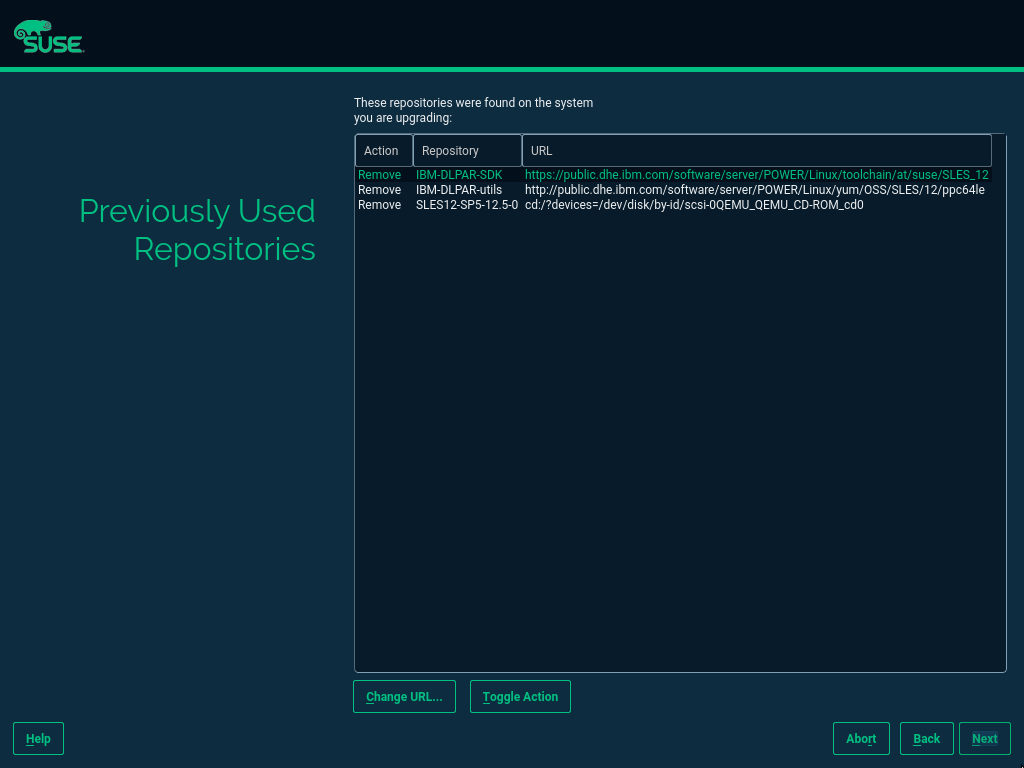 SUSE
These repositories were found on the system
you are upgrading:
Previously Used
Repositories
Action Repository URL
Remove IBM-DLPAR-SDK https://public.dhe.ibm.com/software/server/POWER/Linux/toolchain/at/suse/SLES_12
Remove IBM-DLPAR-utils http://public.dhe.ibm.com/software/server/POWER/Linux/yum/OSS/SLES/12/ppc64le
Remove SLES12-SP5-12.5-0 cd:/?devices=/dev/disk/by-id/scsi-0QEMU_QEMU_CD-ROM_cd0
Change URL... Toggle Action
Help Abort Back Next